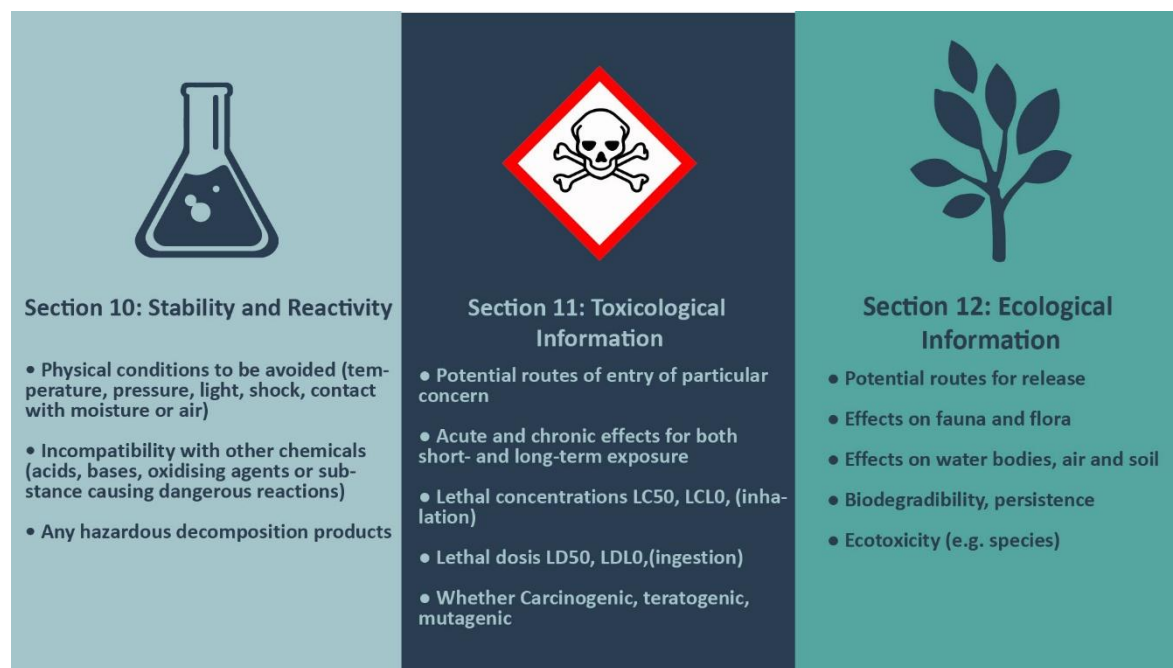 Section 10: Stability and Reactivity
● Physical conditions to be avoided (tem-
perature, pressure, light, shock, contact
with moisture or air)
● Incompatibility with other chemicals
(acids, bases, oxidising agents or sub-
stance causing dangerous reactions)
● Any hazardous decomposition products
Section 11: Toxicological
Information
● Potential routes of entry of particular
concern
● Acute and chronic effects for both
short- and long-term exposure
● Lethal concentrations LC50, LCL0, (inha-
lation)
● Lethal dosis LD50, LDL0,(ingestion)
● Whether Carcinogenic, teratogenic,
mutagenic
Section 12: Ecological
Information
● Potential routes for release
● Effects on fauna and flora
● Effects on water bodies, air and soil
● Biodegradibility, persistence
● Ecotoxicity (e.g. species)